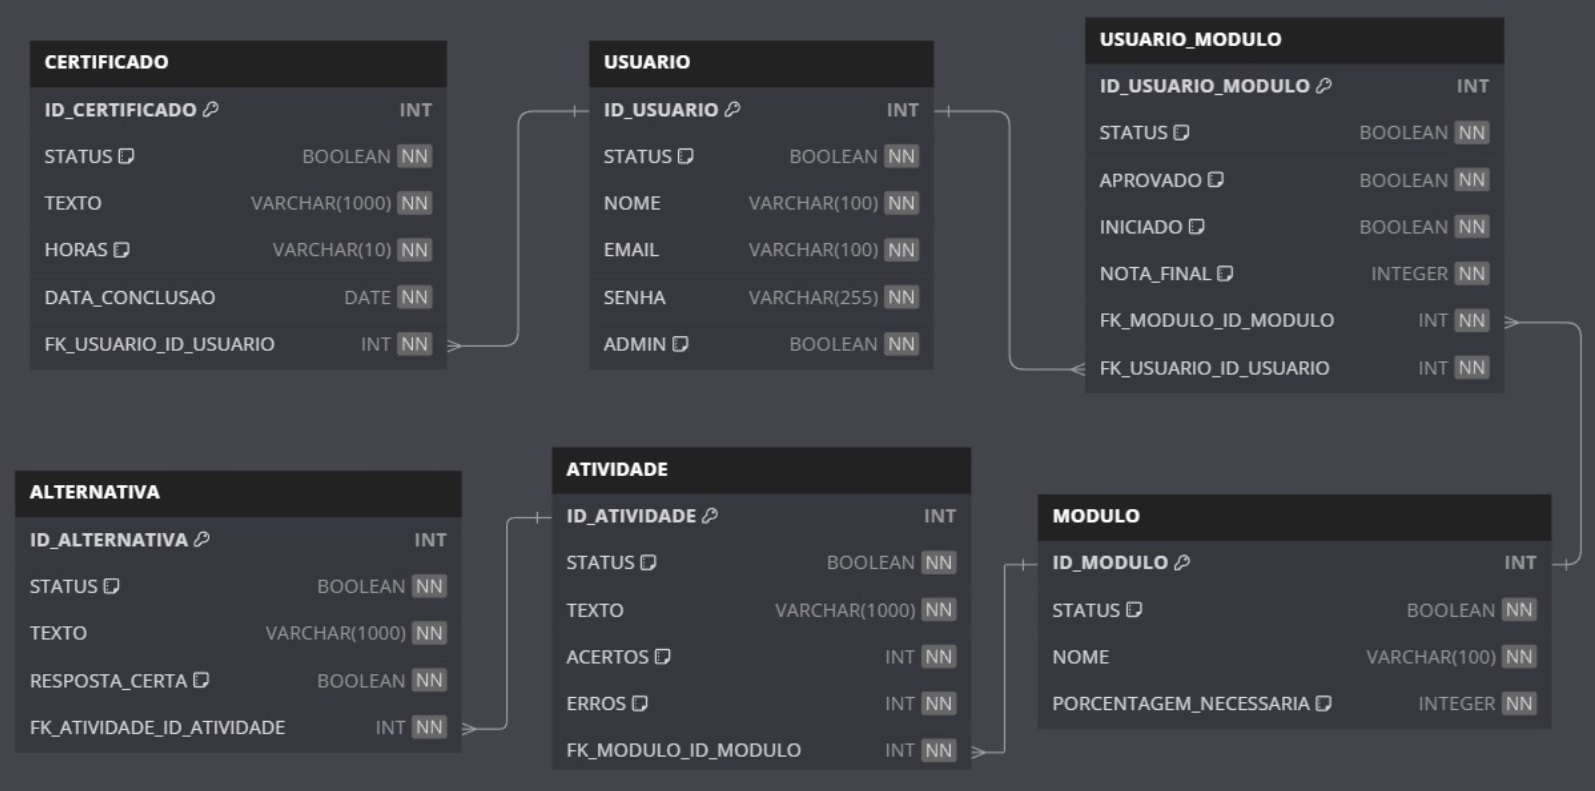 CERTIFICADO
ID_CERTIFICADO INT
STATUS BOOLEAN NN
TEXTO VARCHAR(1000) NN
HORAS VARCHAR(10) NN
DATA_CONCLUSAO DATE NN
FK_USUARIO_ID_USUARIO INT NN
USUARIO
ID_USUARIO INT
STATUS BOOLEAN NN
NOME VARCHAR(100) NN
EMAIL VARCHAR(100) NN
SENHA VARCHAR(255) NN
ADMIN BOOLEAN NN
USUARIO_MODULO
ID_USUARIO_MODULO INT
STATUS BOOLEAN NN
APROVADO BOOLEAN NN
INICIADO BOOLEAN NN
NOTA_FINAL INTEGER NN
FK_MODULO_ID_MODULO INT NN
FK_USUARIO_ID_USUARIO INT NN
ALTERNATIVA
ID_ALTERNATIVA INT
STATUS BOOLEAN NN
TEXTO VARCHAR(1000) NN
RESPOSTA_CERTA BOOLEAN NN
FK_ATIVIDADE_ID_ATIVIDADE INT NN
ATIVIDADE
ID_ATIVIDADE INT
STATUS BOOLEAN NN
TEXTO VARCHAR(1000) NN
ACERTOS INT NN
ERROS INT NN
FK_MODULO_ID_MODULO INT NN
MODULO
ID_MODULO INT
STATUS BOOLEAN NN
NOME VARCHAR(100) NN
PORCENTAGEM_NECESSARIA INTEGER NN